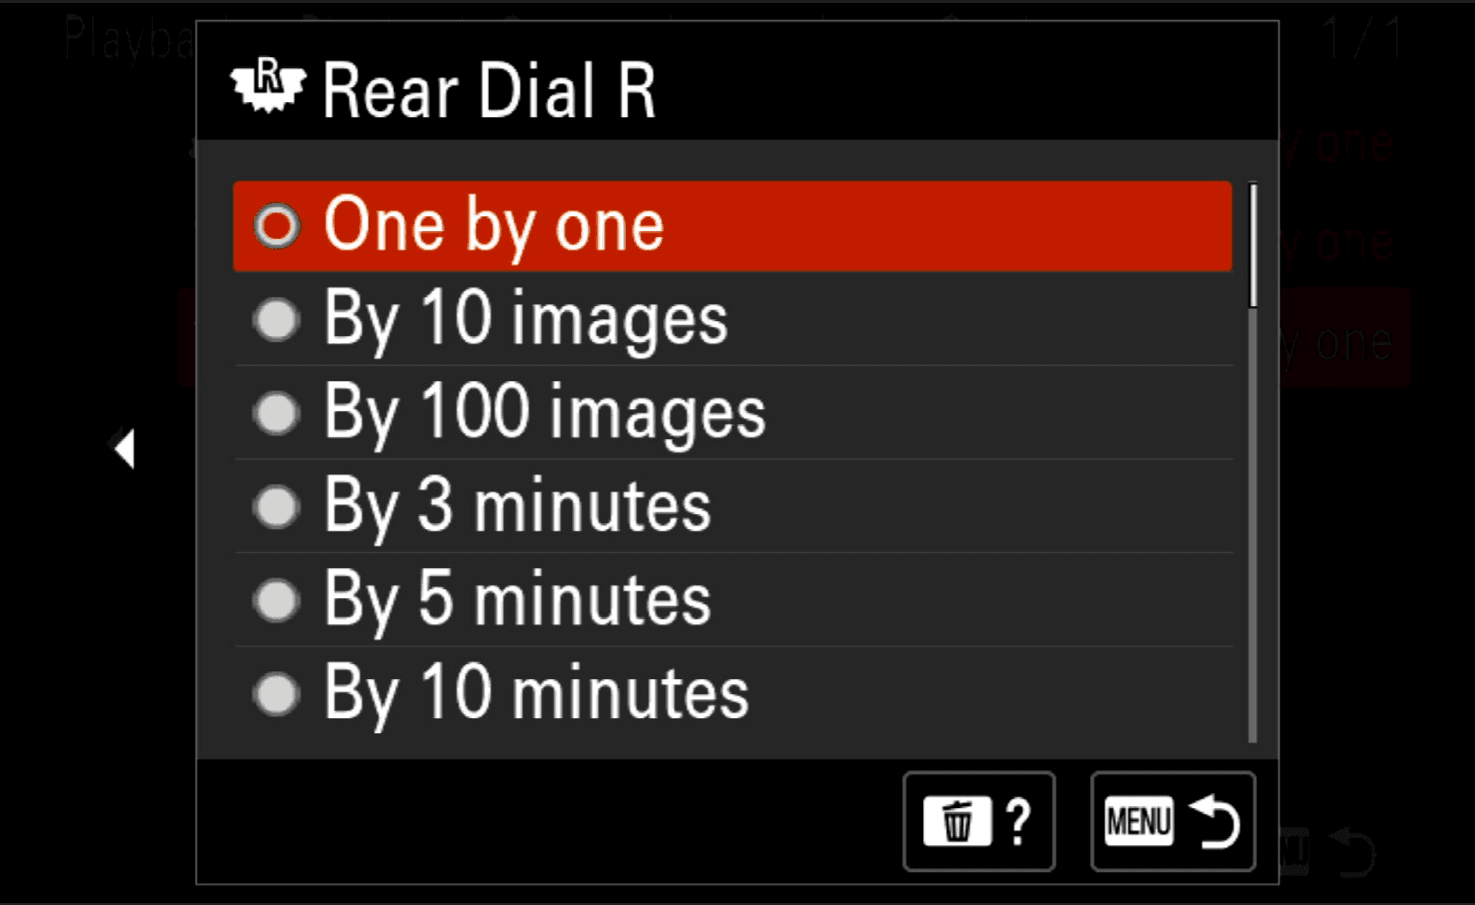 Playba
1/1
R Rear Dial R
One by one
y one
By 10 images
y one
By 100 images
y one
By 3 minutes
By 5 minutes
By 10 minutes
?
MENU